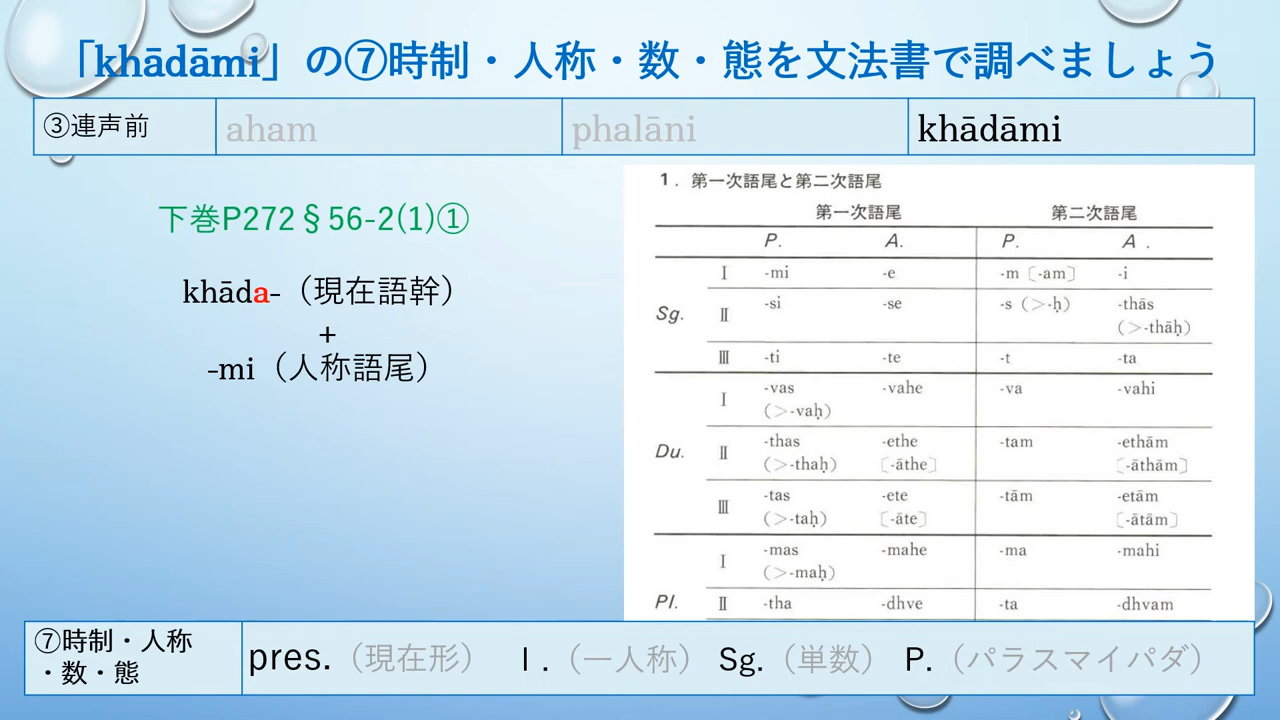 「khādāmi」の⑦時制・人称・数・態を文法書で調べましょう
③連声前 aham phalāni khādāmi
下巻P272§56-2(1)①
khāda-（現在語幹）
+
-mi（人称語尾）
1．第一次語尾と第二次語尾
第一次語尾 第二次語尾
P. A. P. A.
Sg. Ⅰ -mi -e -m〔-am〕 -i
Ⅱ -si -se -s（＞-ḥ） -thās
（＞-thāḥ）
Ⅲ -ti -te -t -ta
Du. Ⅰ -vas -vahe -va -vahi
（＞-vaḥ）
Ⅱ -thas -ethe -tam -ethām
（＞-thaḥ） 〔-āthe〕 〔-āthām〕
Ⅲ -tas -ete -tām -etām
（＞-taḥ） 〔-āte〕 〔-ātām〕
Pl. Ⅰ -mas -mahe -ma -mahi
（＞-maḥ）
Ⅱ -tha -dhve -ta -dhvam
⑦時制・人称
・数・態
pres.（現在形） Ⅰ.（一人称） Sg.（単数） P.（パラスマイパダ）